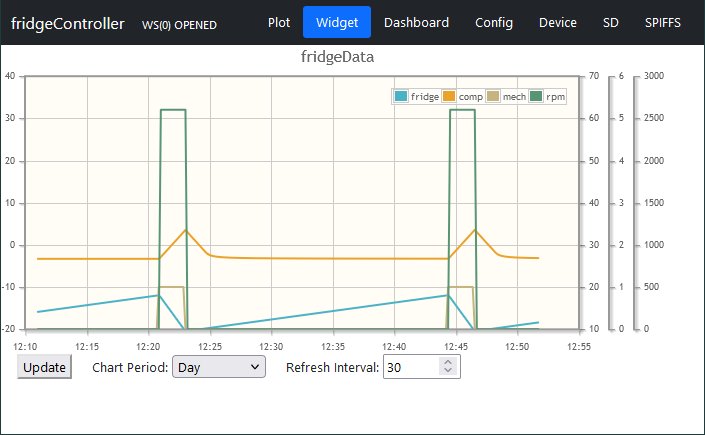 fridgeController WS(0) OPENED Plot Widget Dashboard Config Device SD SPIFFS
fridgeData
40 70 6 3000
fridge comp mech rpm
30 60 5 2500
20 50 4 2000
10 40 3 1500
0 30 2 1000
-10 20 1 500
-20 10 0 0
12:10 12:15 12:20 12:25 12:30 12:35 12:40 12:45 12:50 12:55
Update Chart Period: Day Refresh Interval: 30